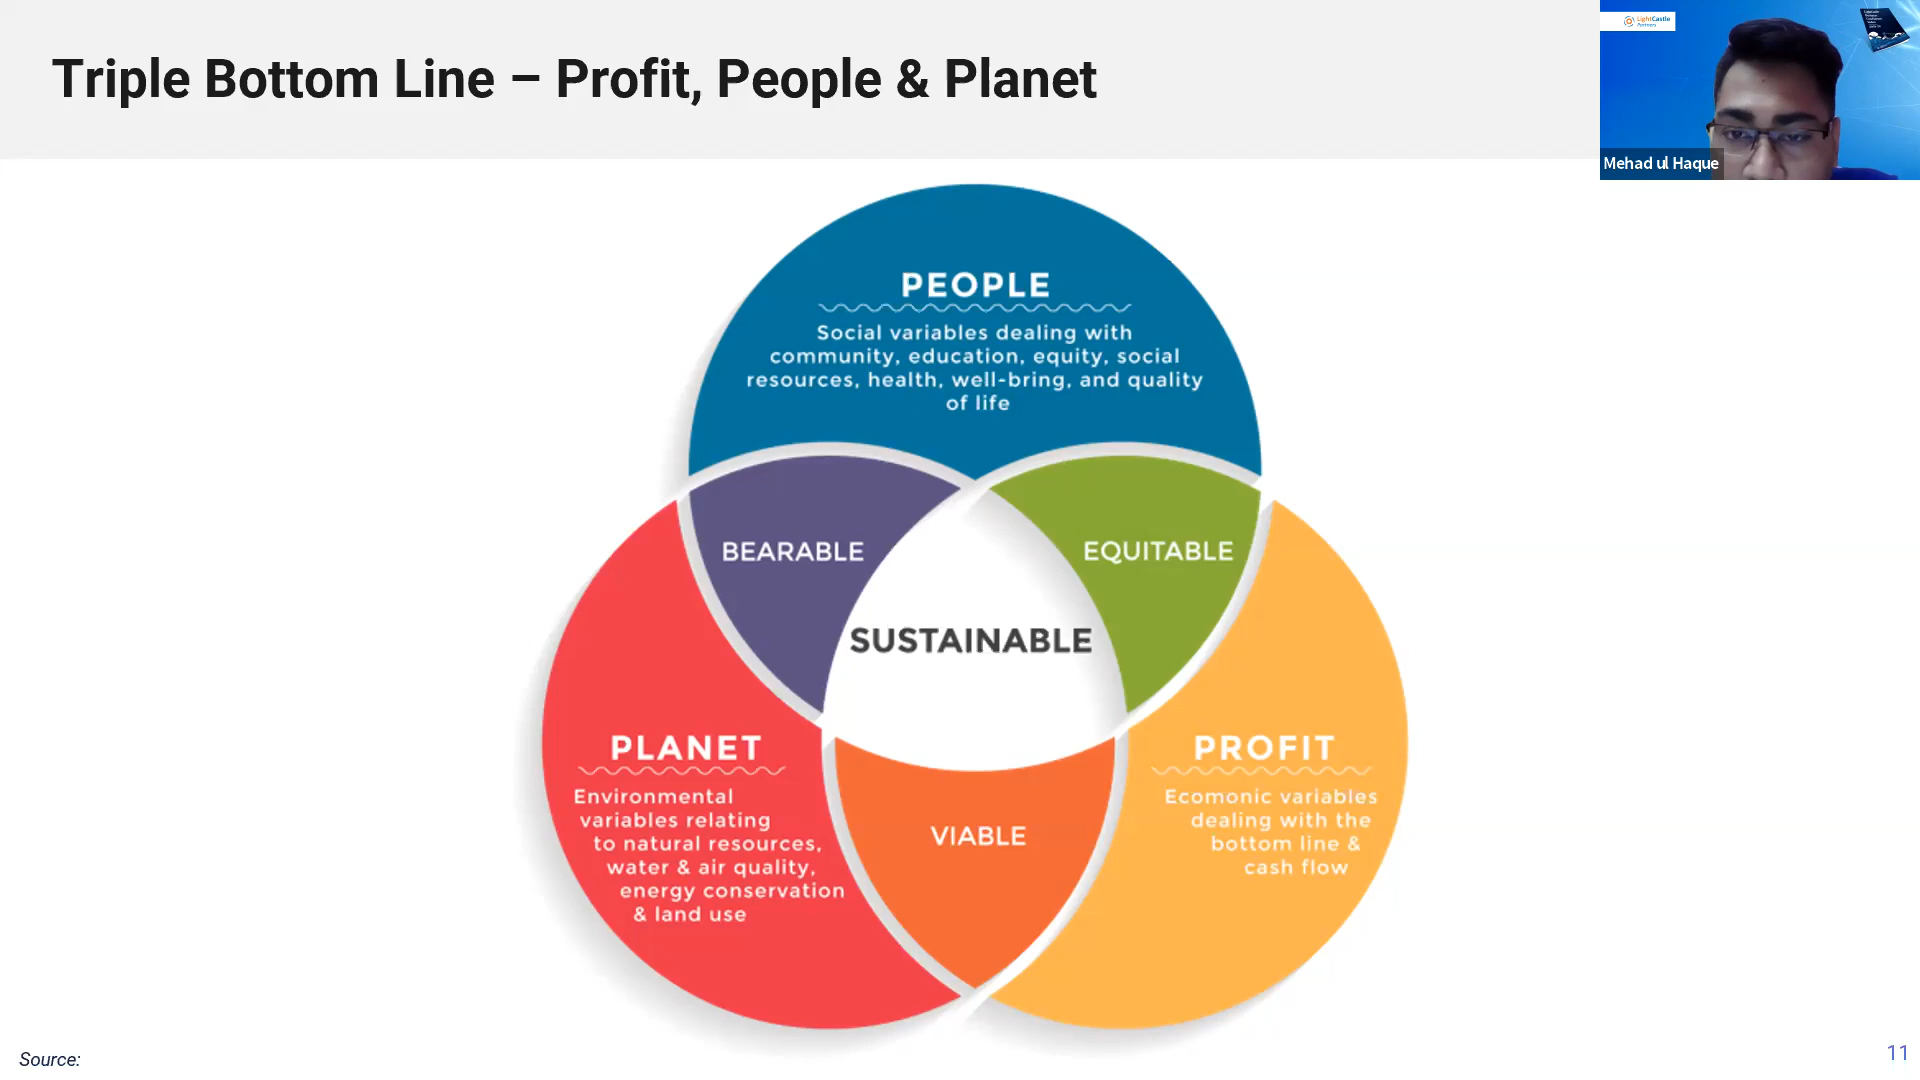 Triple Bottom Line – Profit, People & Planet
LightCastle
Partners
Mehad ul Haque
PEOPLE
Social variables dealing with
community, education, equity, social
resources, health, well-bring, and quality
of life
BEARABLE
EQUITABLE
SUSTAINABLE
PLANET
Environmental
variables relating
to natural resources,
water & air quality,
energy conservation
& land use
PROFIT
Ecomonic variables
dealing with the
bottom line &
cash flow
VIABLE
Source:
11